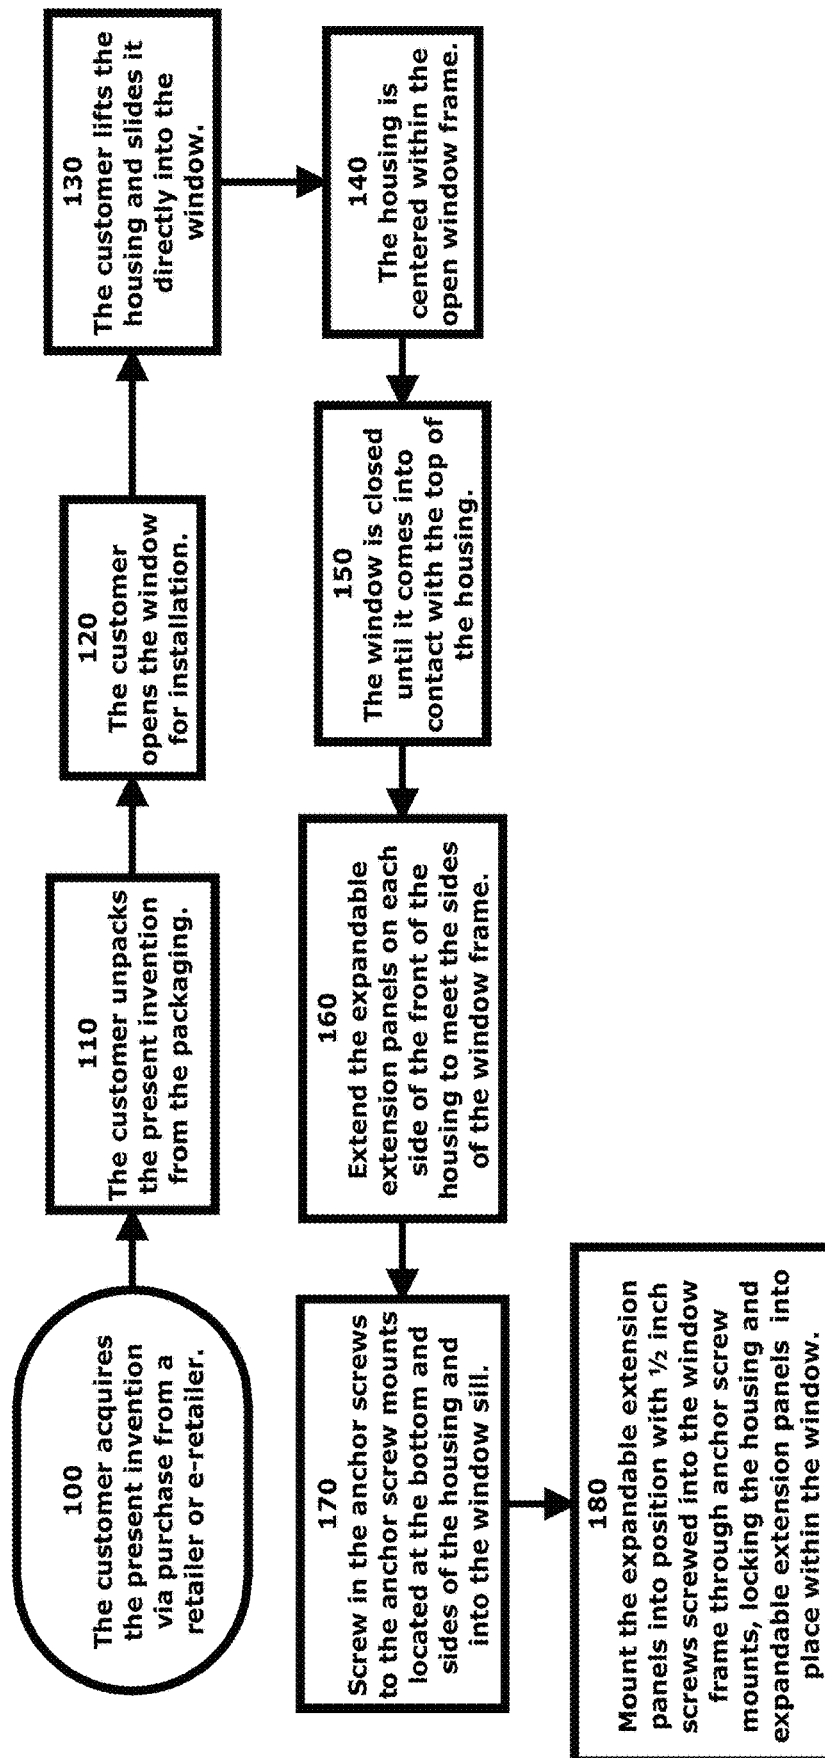 100
The customer acquires
the present invention
via purchase from a
retailer or e-retailer.
110
The customer unpacks
the present invention
from the packaging.
120
The customer
opens the window
for installation.
130
The customer lifts the
housing and slides it
directly into the
window.
140
The housing is
centered within the
open window frame.
150
The window is closed
until it comes into
contact with the top of
the housing.
160
Extend the expandable
extension panels on each
side of the front of the
housing to meet the sides
of the window frame.
170
Screw in the anchor screws
to the anchor screw mounts
located at the bottom and
sides of the housing and
into the window sill.
180
Mount the expandable extension
panels into position with ½ inch
screws screwed into the window
frame through anchor screw
mounts, locking the housing and
expandable extension panels into
place within the window.